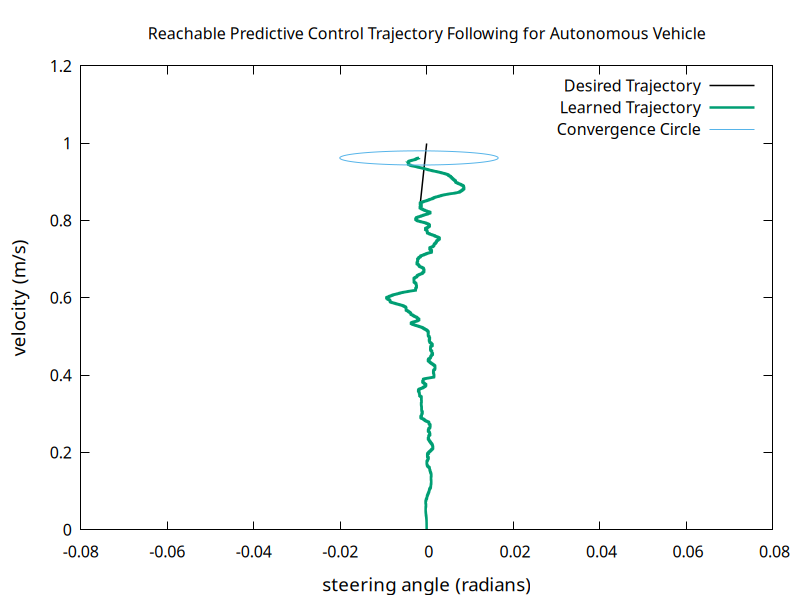 Reachable Predictive Control Trajectory Following for Autonomous Vehicle
Desired Trajectory
Learned Trajectory
Convergence Circle
velocity (m/s)
1.2
1
0.8
0.6
0.4
0.2
0
-0.08 -0.06 -0.04 -0.02 0 0.02 0.04 0.06 0.08
steering angle (radians)